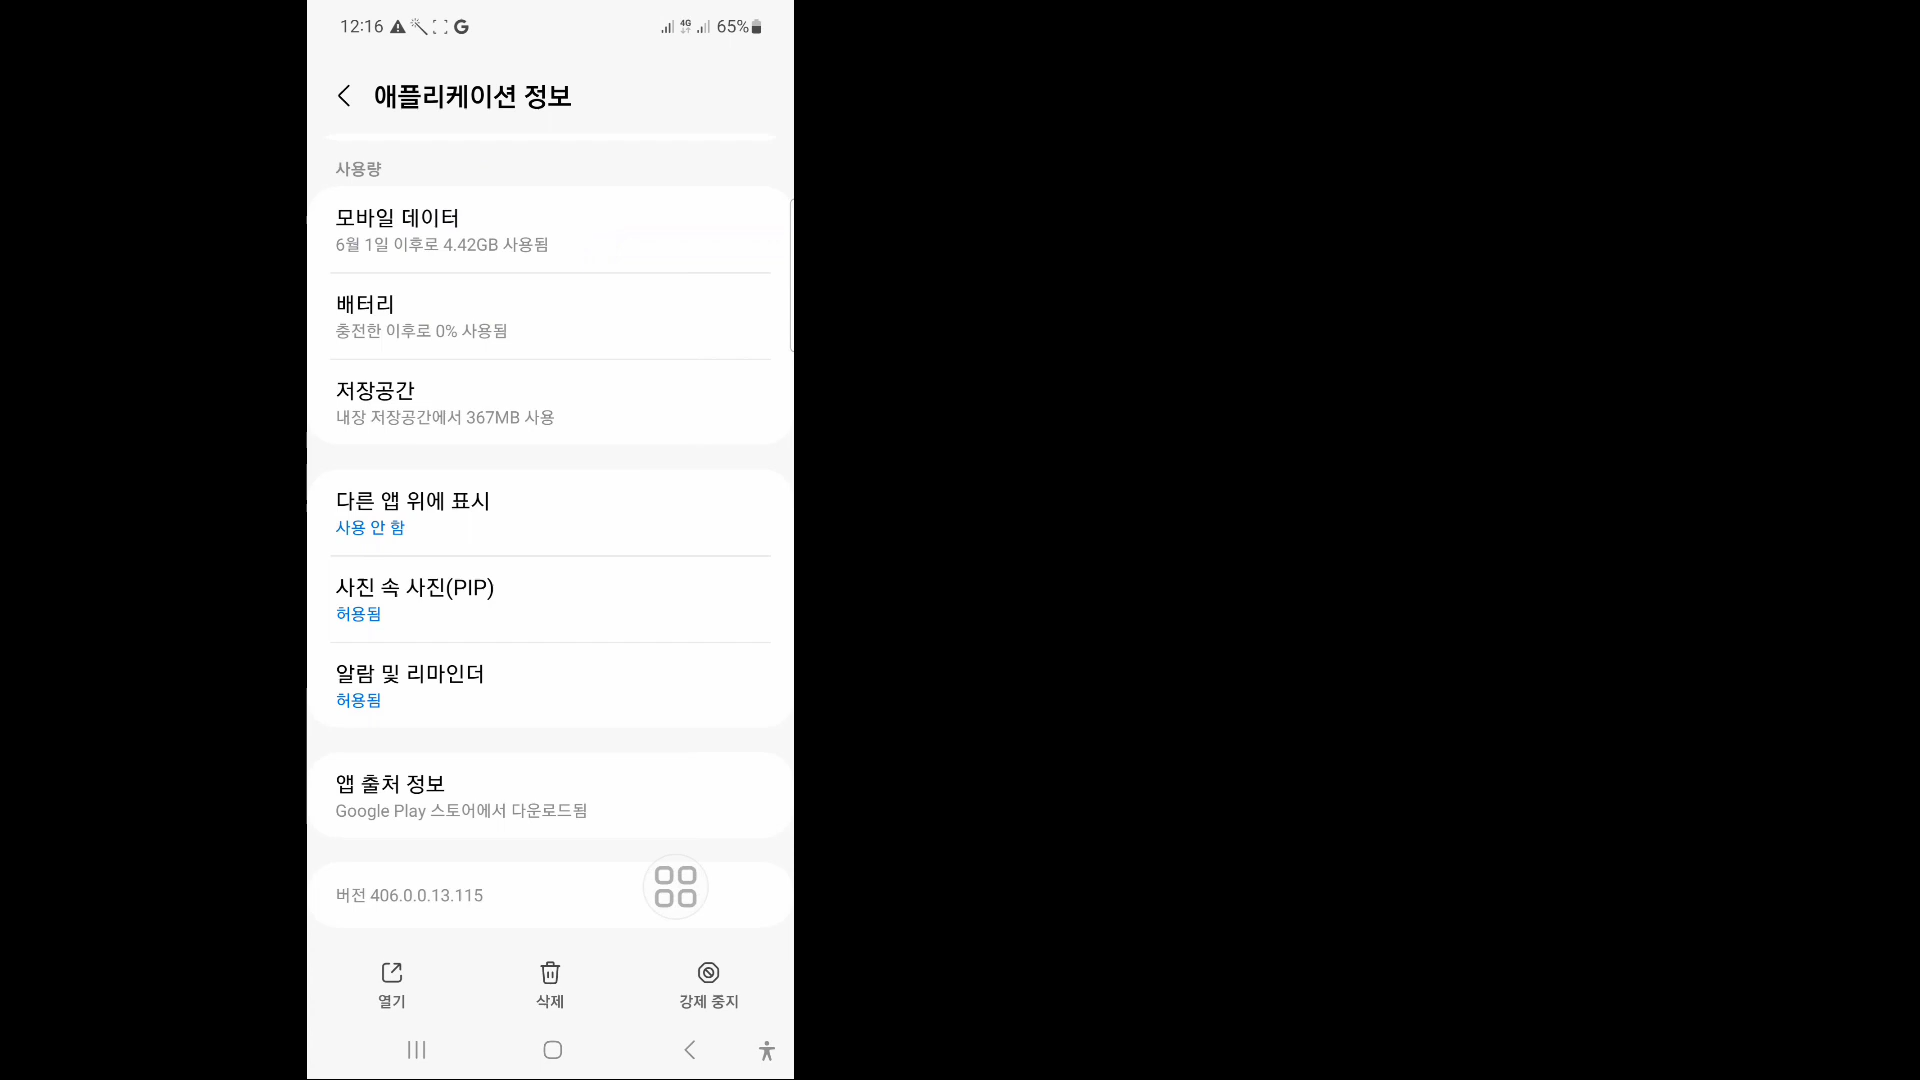 12:16 4G 65%
애플리케이션 정보
사용량
모바일 데이터
6월 1일 이후로 4.42GB 사용됨
배터리
충전한 이후로 0% 사용됨
저장공간
내장 저장공간에서 367MB 사용
다른 앱 위에 표시
사용 안 함
사진 속 사진(PIP)
허용됨
알람 및 리마인더
허용됨
앱 출처 정보
Google Play 스토어에서 다운로드됨
버전 406.0.0.13.115
열기 삭제 강제 중지